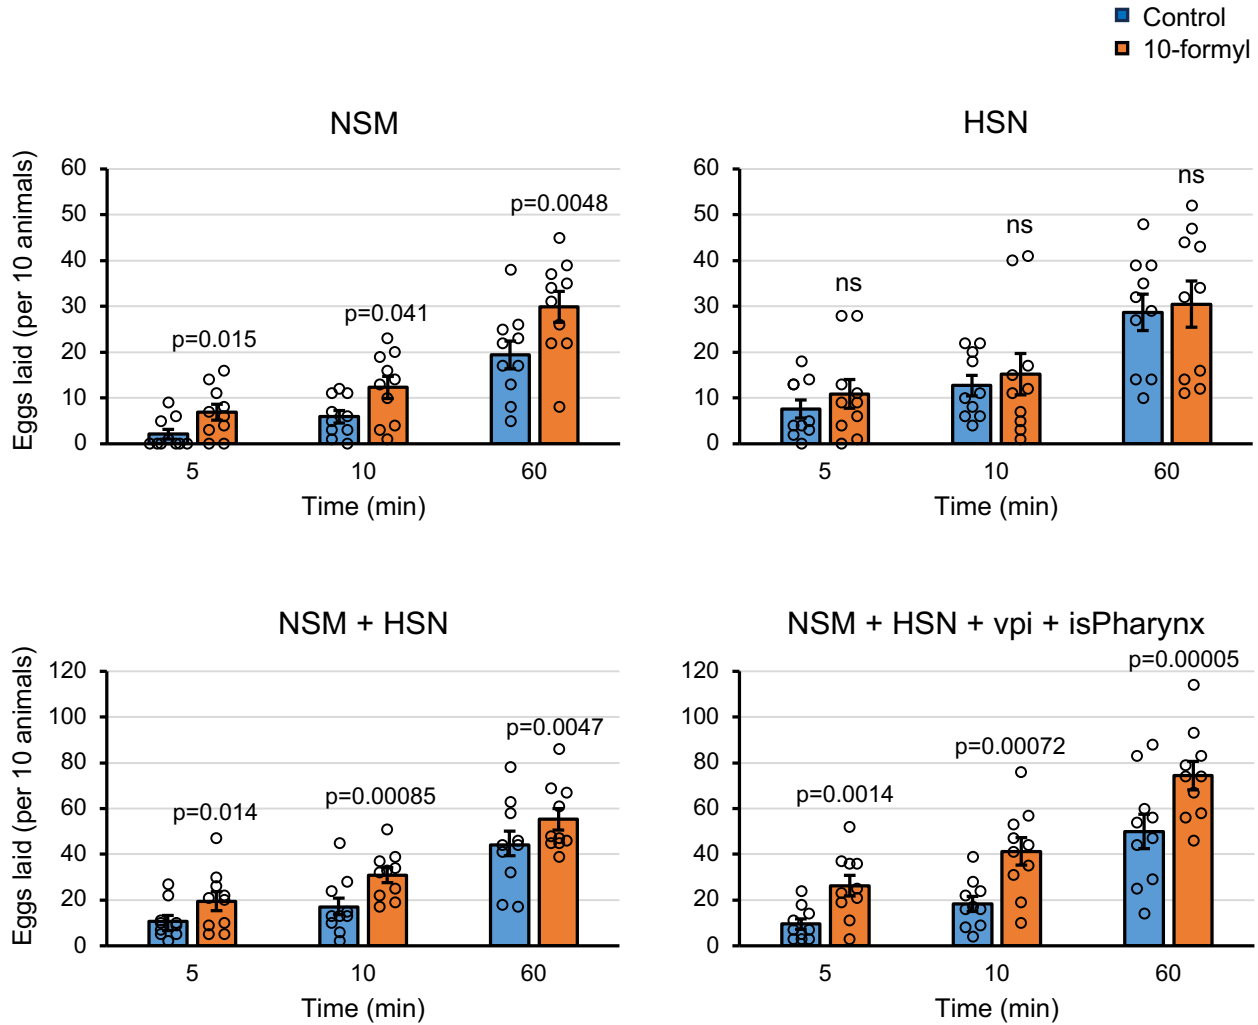 Control
10-formyl
NSM
Eggs laid (per 10 animals)
60
50
40
30
20
10
0
p=0.015
p=0.041
p=0.0048
5
10
60
Time (min)
HSN
60
50
40
30
20
10
0
ns
ns
ns
5
10
60
Time (min)
NSM + HSN
Eggs laid (per 10 animals)
120
100
80
60
40
20
0
p=0.014
p=0.00085
p=0.0047
5
10
60
Time (min)
NSM + HSN + vpi + isPharynx
120
100
80
60
40
20
0
p=0.0014
p=0.00072
p=0.00005
5
10
60
Time (min)